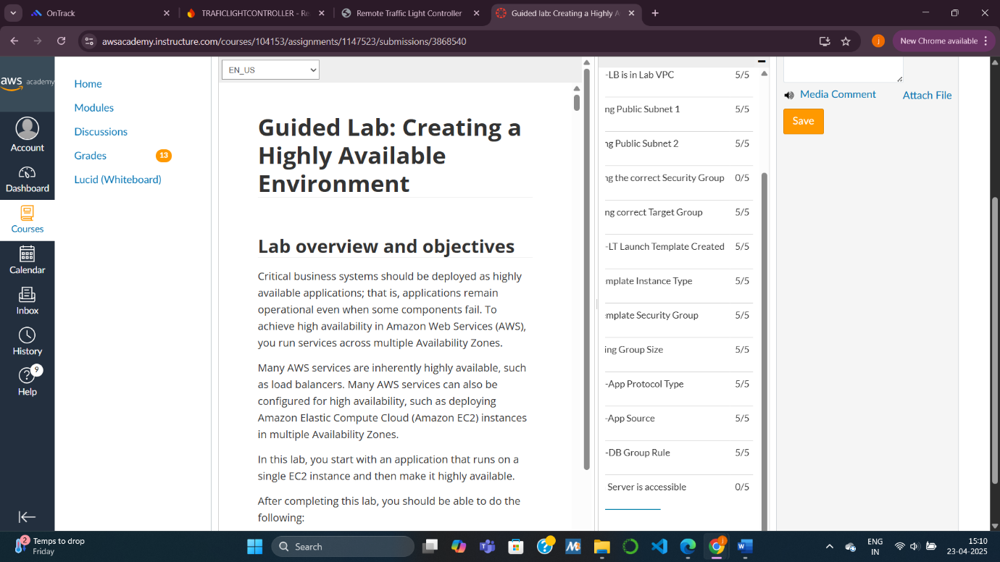 OnTrack
TRAFICLIGHTCONTROLLER - Re
Remote Traffic Light Controller
Guided lab: Creating a Highly A
awsacademy.instructure.com/courses/104153/assignments/1147523/submissions/3868540
j
New Chrome available
aws academy
Account
Dashboard
Courses
Calendar
Inbox
History
9
Help
Home
Modules
Discussions
Grades 13
Lucid (Whiteboard)
EN_US
Guided Lab: Creating a
Highly Available
Environment
Lab overview and objectives
Critical business systems should be deployed as highly
available applications; that is, applications remain
operational even when some components fail. To
achieve high availability in Amazon Web Services (AWS),
you run services across multiple Availability Zones.
Many AWS services are inherently highly available, such
as load balancers. Many AWS services can also be
configured for high availability, such as deploying
Amazon Elastic Compute Cloud (Amazon EC2) instances
in multiple Availability Zones.
In this lab, you start with an application that runs on a
single EC2 instance and then make it highly available.
After completing this lab, you should be able to do the
following:
-LB is in Lab VPC 5/5
ng Public Subnet 1 5/5
ng Public Subnet 2 5/5
ng the correct Security Group 0/5
ng correct Target Group 5/5
-LT Launch Template Created 5/5
mplate Instance Type 5/5
mplate Security Group 5/5
ing Group Size 5/5
-App Protocol Type 5/5
-App Source 5/5
-DB Group Rule 5/5
Server is accessible 0/5
Media Comment
Attach File
Save
2
Temps to drop
Friday
Search
j
ENG
IN
15:10
23-04-2025